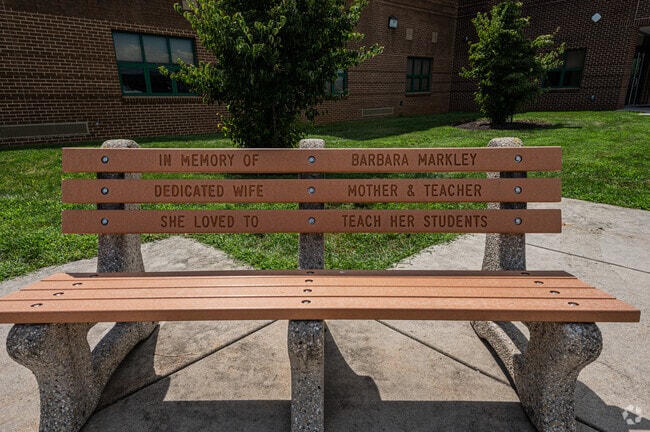 IN MEMORY OF BARBARA MARKLEY
DEDICATED WIFE MOTHER & TEACHER
SHE LOVED TO TEACH HER STUDENTS